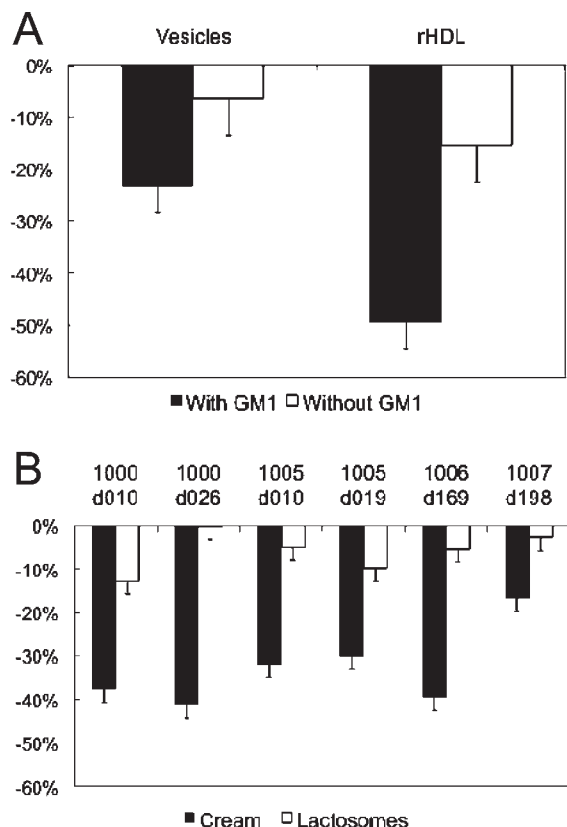 A
Vesicles rHDL
0%
-10%
-20%
-30%
-40%
-50%
-60%
With GM1 Without GM1
B
1000 1000 1005 1005 1006 1007
d010 d026 d010 d019 d169 d198
0%
-10%
-20%
-30%
-40%
-50%
-60%
Cream Lactosomes